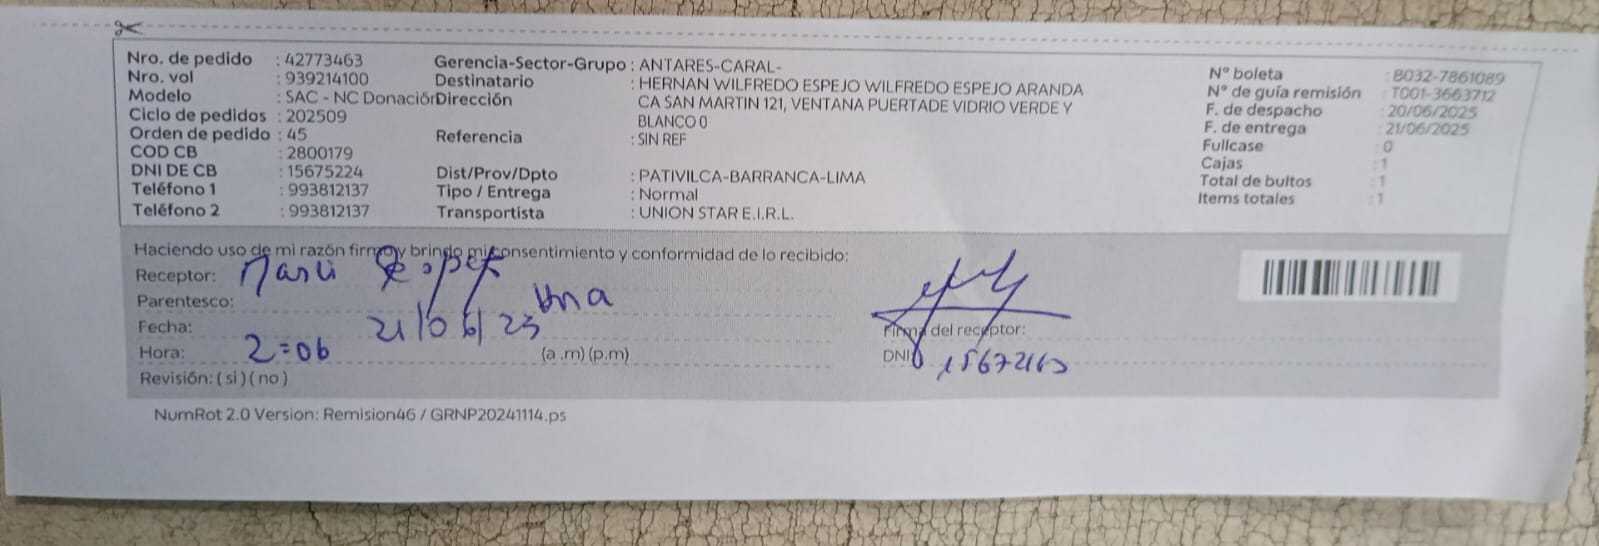 Nro. de pedido : 42773463
Nro. vol : 939214100
Modelo : SAC - NC Donación
Ciclo de pedidos : 202509
Orden de pedido : 45
COD CB : 2800179
DNI DE CB : 15675224
Teléfono 1 : 993812137
Teléfono 2 : 993812137
Gerencia-Sector-Grupo : ANTARES-CARAL-
Destinatario : HERNAN WILFREDO ESPEJO WILFREDO ESPEJO ARANDA
Dirección CA SAN MARTIN 121, VENTANA PUERTADE VIDRIO VERDE Y
BLANCO 0
Referencia : SIN REF
Dist/Prov/Dpto : PATIVILCA-BARRANCA-LIMA
Tipo / Entrega : Normal
Transportista : UNION STAR E.I.R.L.
N° boleta : B032-7861089
N° de guía remisión : T001-3663712
F. de despacho : 20/06/2025
F. de entrega : 21/06/2025
Fullcase : 0
Cajas : 1
Total de bultos : 1
Items totales : 1
Haciendo uso de mi razón firmo y brindo mi consentimiento y conformidad de lo recibido:
Receptor:
Parentesco:
Fecha: 21/06/25
Hora: 2=06 (a .m) (p.m)
Revisión: ( si ) ( no )
Firma del receptor:
DNI:
NumRot 2.0 Version: Remision46 / GRNP20241114.ps